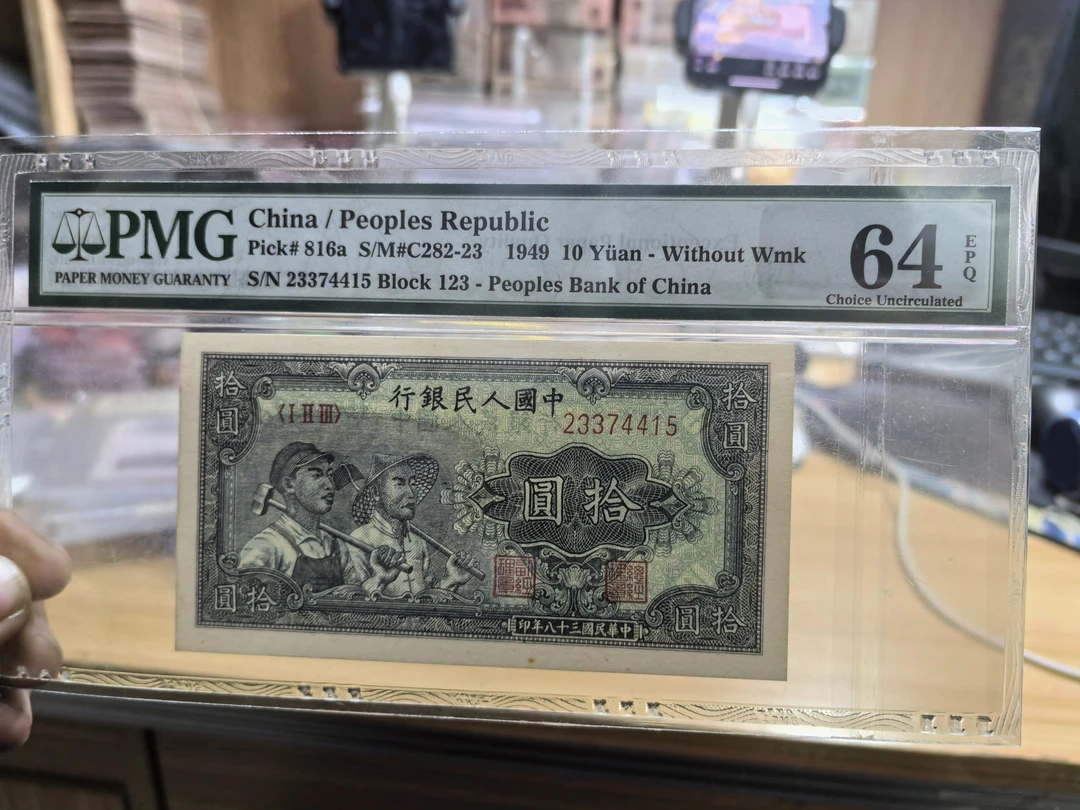 PMG
PAPER MONEY GUARANTY
China / Peoples Republic
Pick# 816a S/M#C282-23 1949 10 Yüan - Without Wmk
S/N 23374415 Block 123 - Peoples Bank of China
64
EPQ
Choice Uncirculated
行銀民人國中
〈I II III〉
23374415
拾圓
拾圓
圓拾
圓拾
圓拾
印年八十三國民華中